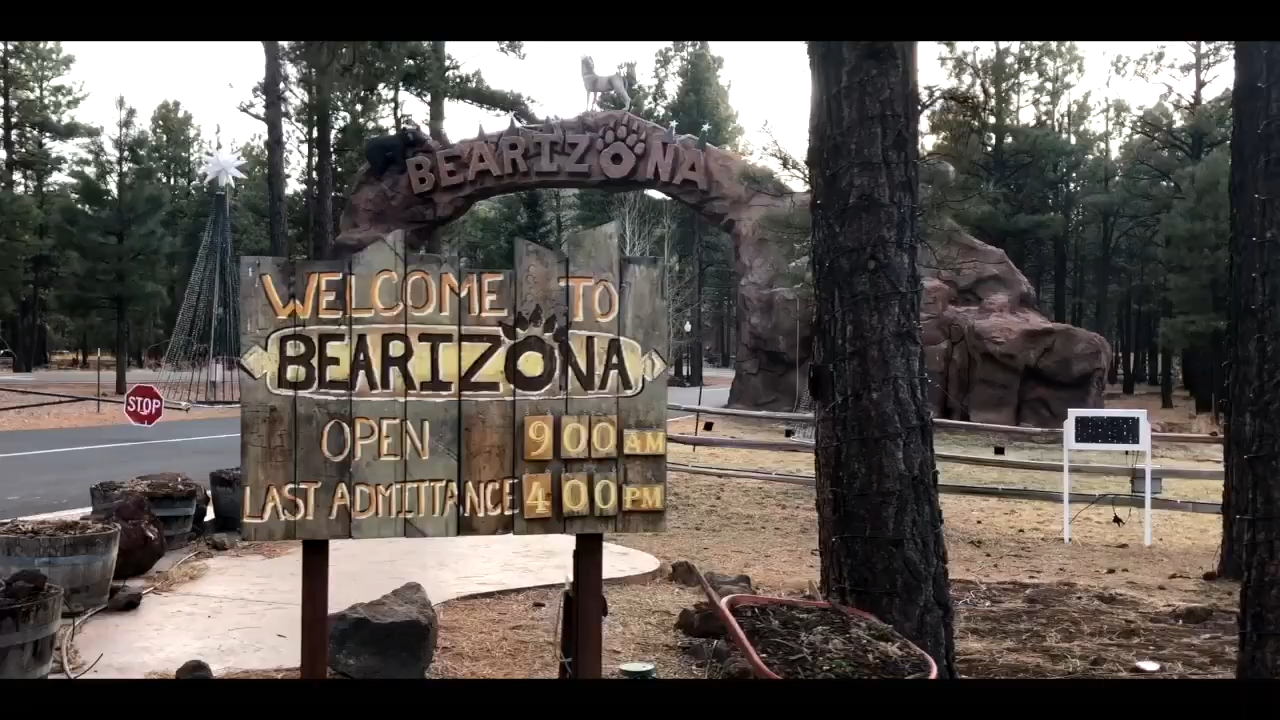 BEARIZONA
WELCOME TO
BEARIZONA
OPEN 9 00 AM
LAST ADMITTANCE 4 00 PM
STOP